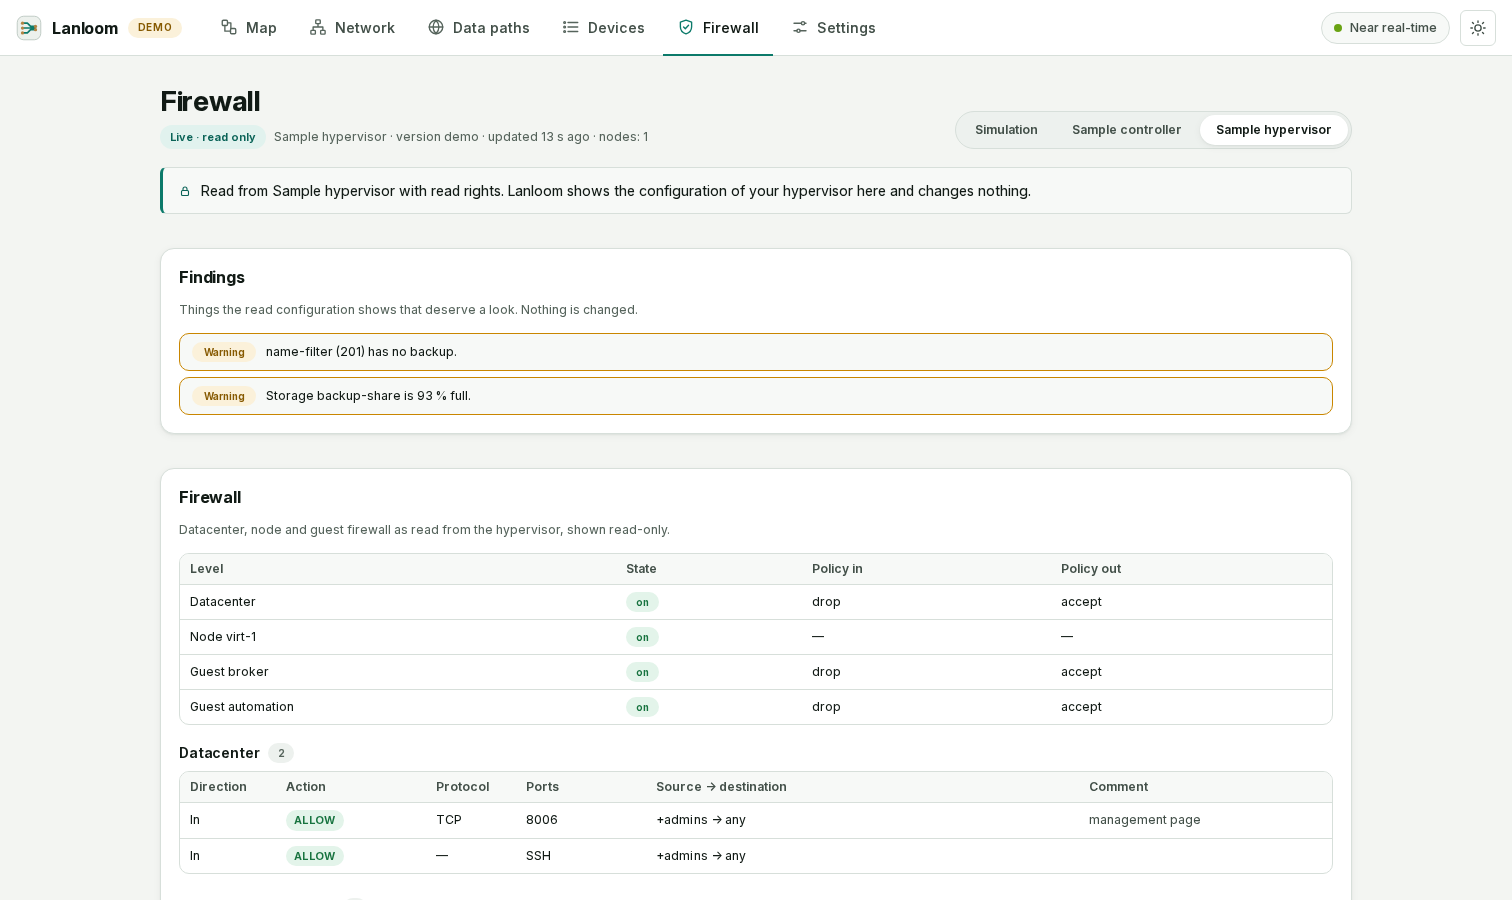 Lanloom DEMO Map Network Data paths Devices Firewall Settings Near real-time
Firewall
Live · read only Sample hypervisor · version demo · updated 13 s ago · nodes: 1
Simulation Sample controller Sample hypervisor
Read from Sample hypervisor with read rights. Lanloom shows the configuration of your hypervisor here and changes nothing.
Findings
Things the read configuration shows that deserve a look. Nothing is changed.
Warning name-filter (201) has no backup.
Warning Storage backup-share is 93 % full.
Firewall
Datacenter, node and guest firewall as read from the hypervisor, shown read-only.
Level State Policy in Policy out
Datacenter on drop accept
Node virt-1 on — —
Guest broker on drop accept
Guest automation on drop accept
Datacenter 2
Direction Action Protocol Ports Source → destination Comment
In ALLOW TCP 8006 +admins → any management page
In ALLOW — SSH +admins → any